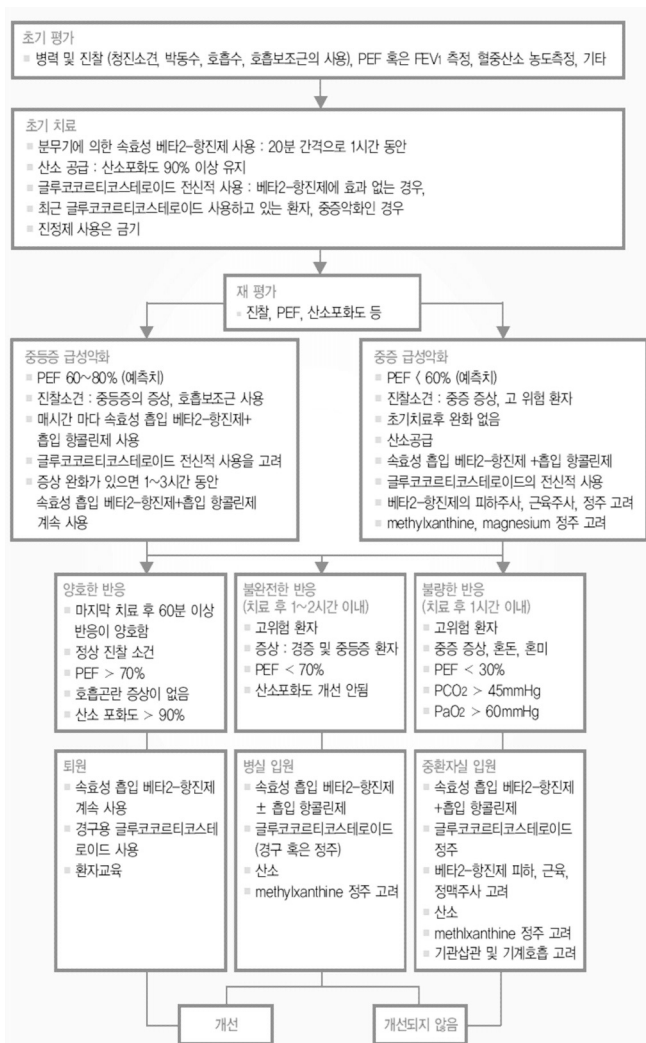 초기 평가
병력 및 진찰 (청진소견, 박동수, 호흡수, 호흡보조근의 사용), PEF 혹은 FEV1 측정, 혈중산소 농도측정, 기타
초기 치료
분무기에 의한 속효성 베타2-항진제 사용 : 20분 간격으로 1시간 동안
산소 공급 : 산소포화도 90% 이상 유지
글루코코르티코스테로이드 전신적 사용 : 베타2-항진제에 효과 없는 경우,
최근 글루코코르티코스테로이드 사용하고 있는 환자, 중증악화인 경우
진정제 사용은 금기
재 평가
진찰, PEF, 산소포화도 등
중등증 급성악화
PEF 60~80% (예측치)
진찰소견 : 중등증의 증상, 호흡보조근 사용
매시간 마다 속효성 흡입 베타2-항진제+
흡입 항콜린제 사용
글루코코르티코스테로이드 전신적 사용을 고려
증상 완화가 있으면 1~3시간 동안
속효성 흡입 베타2-항진제+흡입 항콜린제
계속 사용
중증 급성악화
PEF < 60% (예측치)
진찰소견 : 중증 증상, 고 위험 환자
초기치료후 완화 없음
산소공급
속효성 흡입 베타2-항진제 +흡입 항콜린제
글루코코르티코스테로이드의 전신적 사용
베타2-항진제의 피하주사, 근육주사, 정주 고려
methylxanthine, magnesium 정주 고려
양호한 반응
마지막 치료 후 60분 이상
반응이 양호함
정상 진찰 소견
PEF > 70%
호흡곤란 증상이 없음
산소 포화도 > 90%
불완전한 반응
(치료 후 1~2시간 이내)
고위험 환자
증상 : 경증 및 중등증 환자
PEF < 70%
산소포화도 개선 안됨
불량한 반응
(치료 후 1시간 이내)
고위험 환자
중증 증상, 혼돈, 혼미
PEF < 30%
PCO2 > 45mmHg
PaO2 > 60mmHg
퇴원
속효성 흡입 베타2-항진제
계속 사용
경구용 글루코코르티코스테
로이드 사용
환자교육
병실 입원
속효성 흡입 베타2-항진제
± 흡입 항콜린제
글루코코르티코스테로이드
(경구 혹은 정주)
산소
methylxanthine 정주 고려
중환자실 입원
속효성 흡입 베타2-항진제
+흡입 항콜린제
글루코코르티코스테로이드
정주
베타2-항진제 피하, 근육,
정맥주사 고려
산소
methlxanthine 정주 고려
기관삽관 및 기계호흡 고려
개선
개선되지 않음